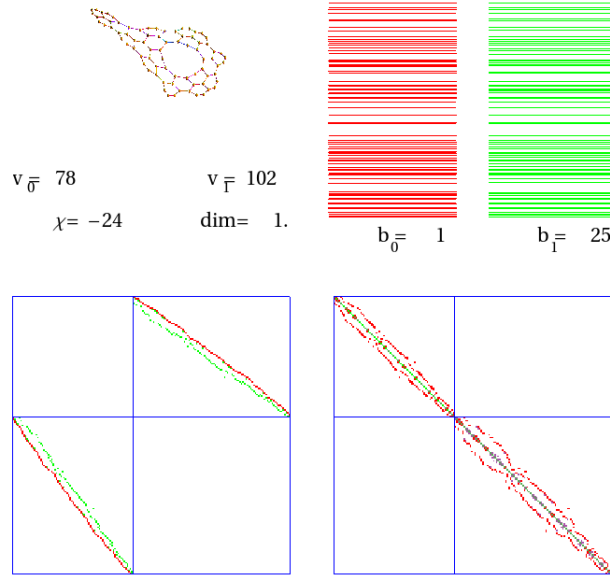 v₀= 78 v₁= 102
χ= −24 dim= 1.
b₀= 1 b₁= 25